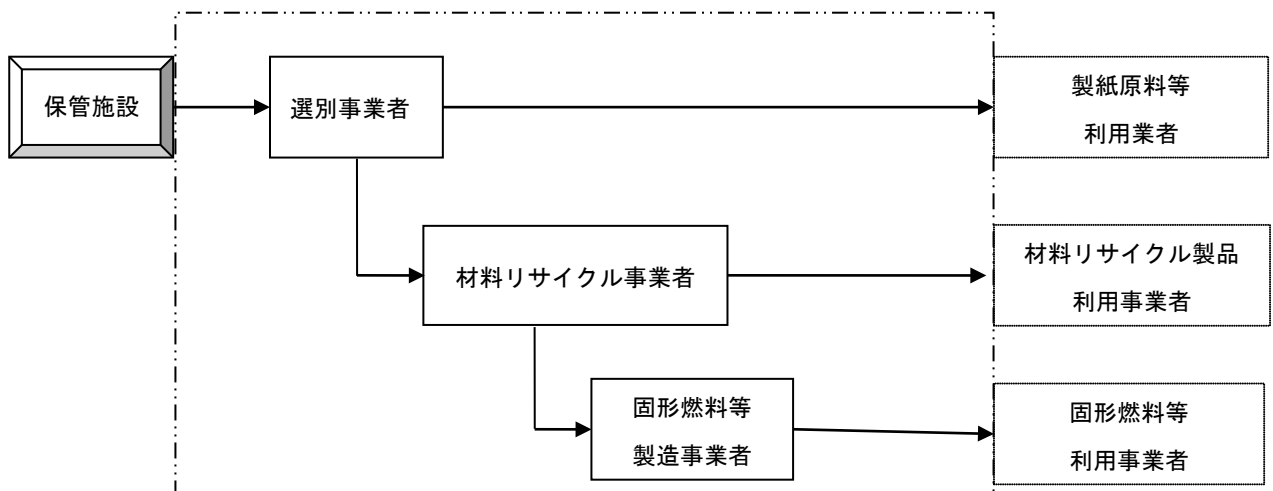 保管施設
選別事業者
製紙原料等
利用業者
材料リサイクル事業者
材料リサイクル製品
利用事業者
固形燃料等
製造事業者
固形燃料等
利用事業者